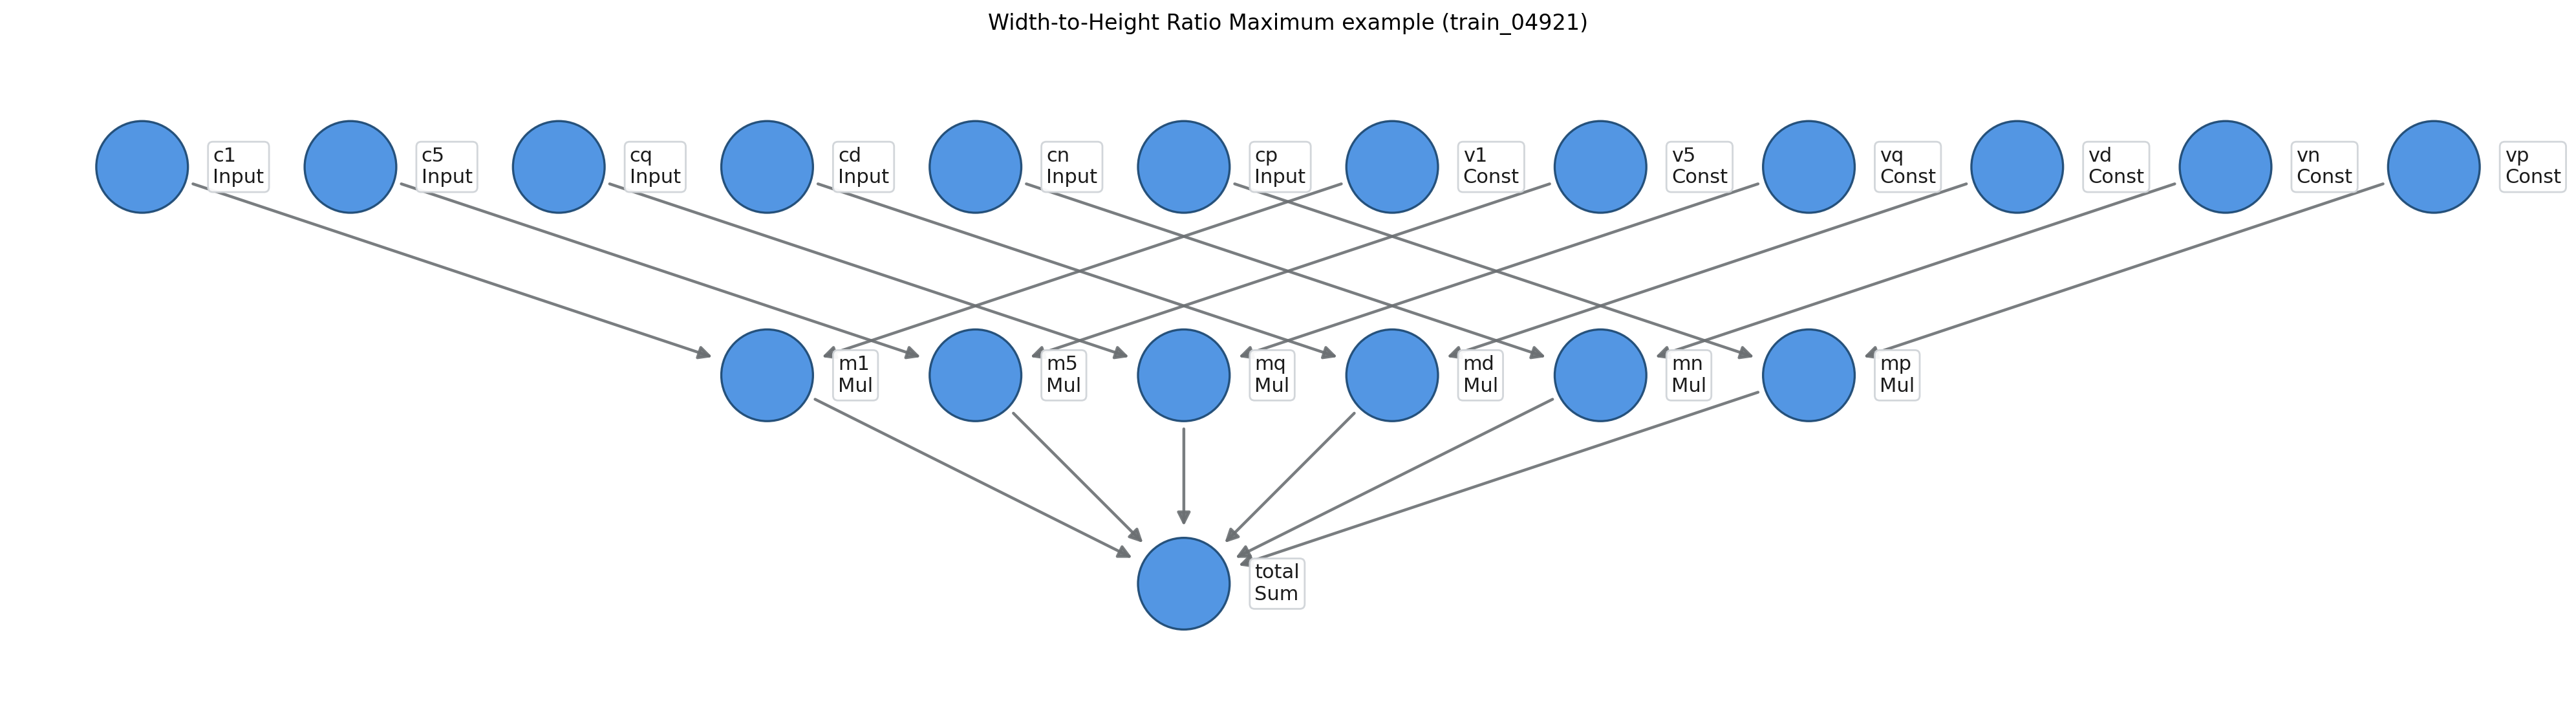 Width-to-Height Ratio Maximum example (train_04921)
c1
Input
c5
Input
cq
Input
cd
Input
cn
Input
cp
Input
v1
Const
v5
Const
vq
Const
vd
Const
vn
Const
vp
Const
m1
Mul
m5
Mul
mq
Mul
md
Mul
mn
Mul
mp
Mul
total
Sum